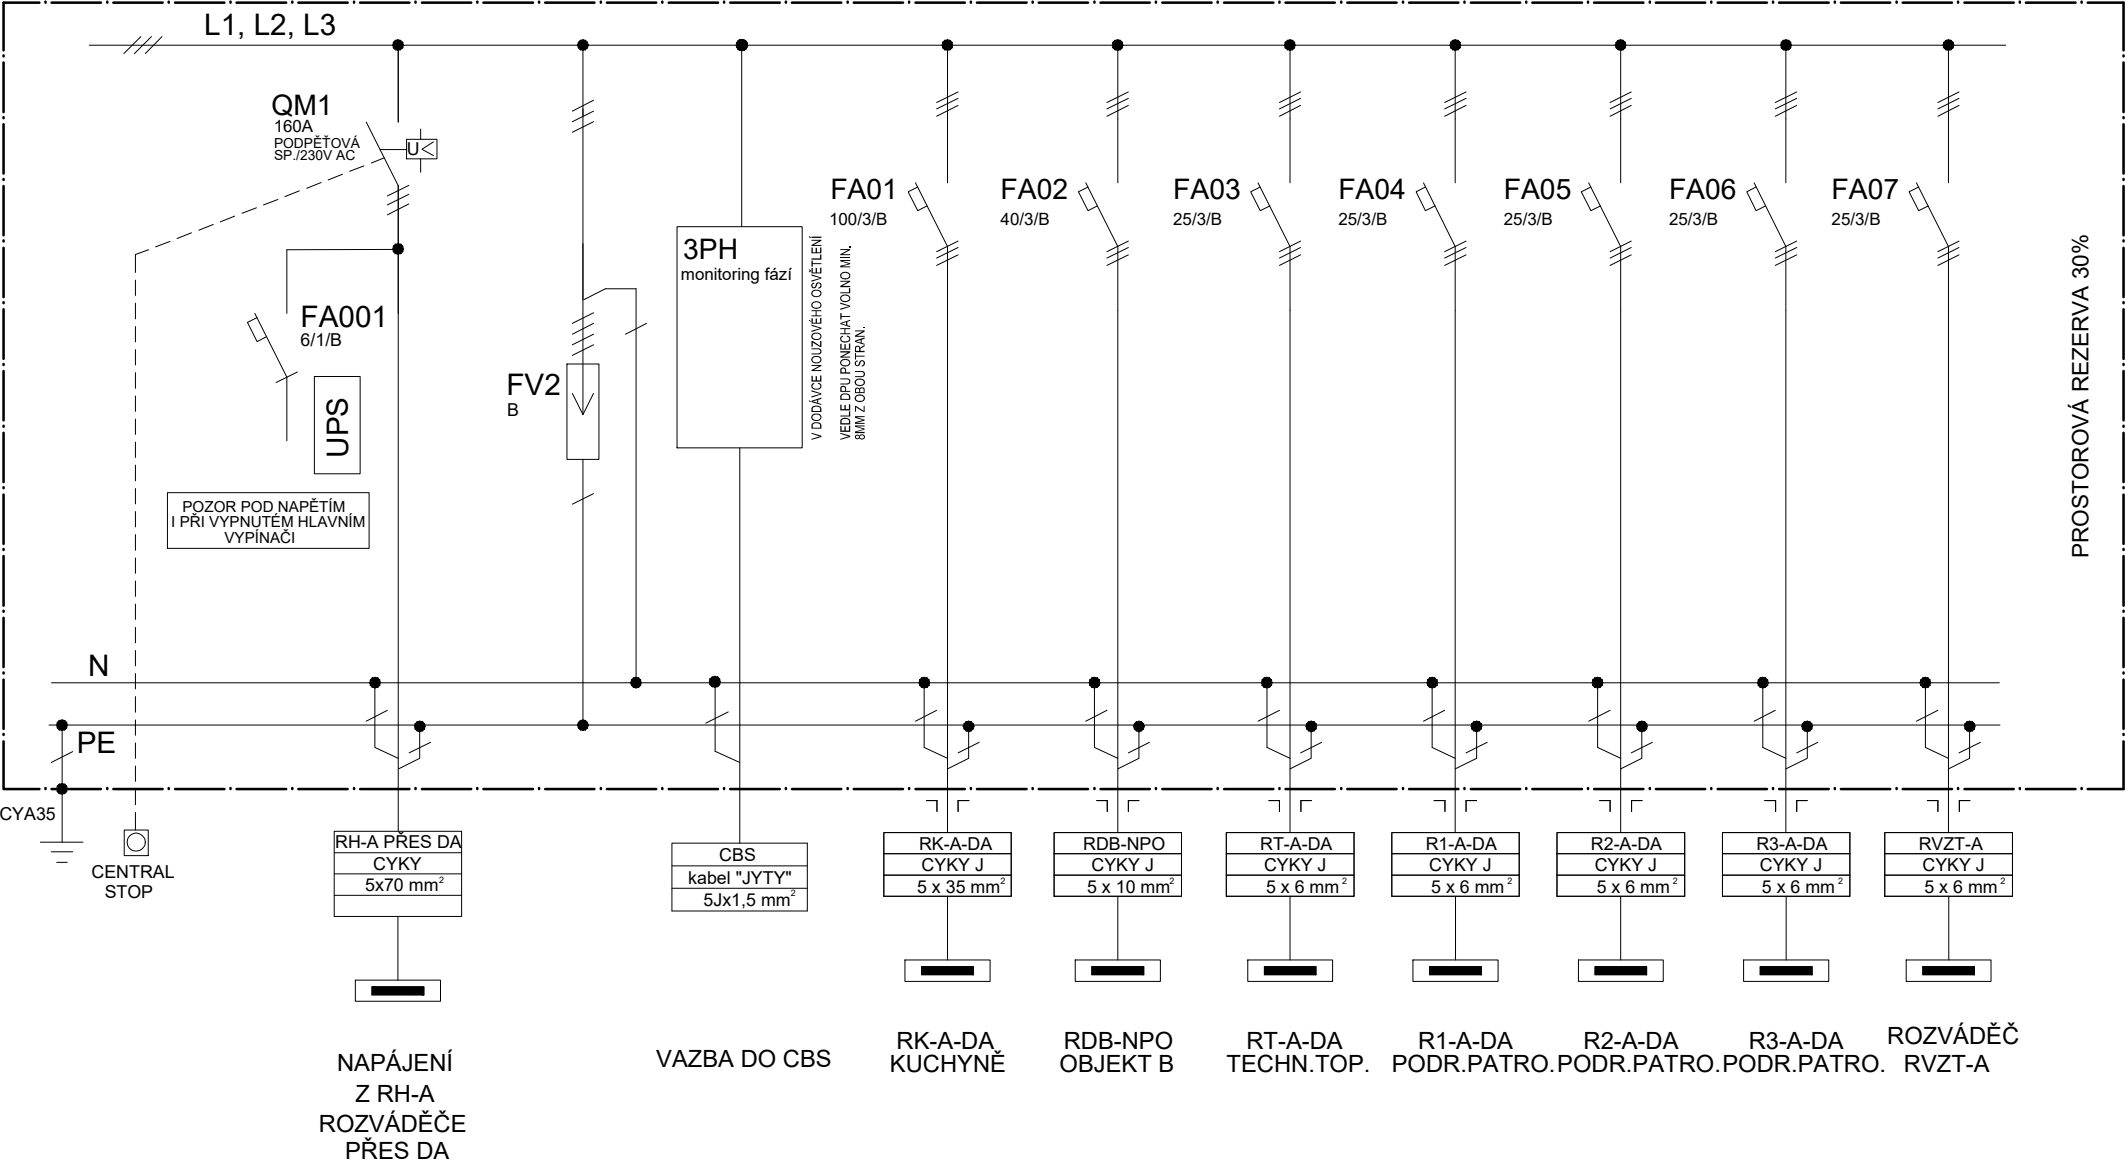 L1, L2, L3
QM1
160A
PODPĚŤOVÁ
SP./230V AC
U<
FA001
6/1/B
UPS
POZOR POD NAPĚTÍM
I PŘI VYPNUTÉM HLAVNÍM
VYPÍNAČI
FV2
B
3PH
monitoring fází
V DODÁVCE NOUZOVÉHO OSVĚTLENÍ
VEDLE DPU PONECHAT VOLNO MIN.
8MM Z OBOU STRAN.
FA01
100/3/B
FA02
40/3/B
FA03
25/3/B
FA04
25/3/B
FA05
25/3/B
FA06
25/3/B
FA07
25/3/B
PROSTOROVÁ REZERVA 30%
N
PE
CYA35
CENTRAL
STOP
RH-A PŘES DA
CYKY
5x70 mm²
CBS
kabel "JYTY"
5Jx1,5 mm²
RK-A-DA
CYKY J
5 x 35 mm²
RDB-NPO
CYKY J
5 x 10 mm²
RT-A-DA
CYKY J
5 x 6 mm²
R1-A-DA
CYKY J
5 x 6 mm²
R2-A-DA
CYKY J
5 x 6 mm²
R3-A-DA
CYKY J
5 x 6 mm²
RVZT-A
CYKY J
5 x 6 mm²
NAPÁJENÍ
Z RH-A
ROZVÁDĚČE
PŘES DA
VAZBA DO CBS
RK-A-DA
KUCHYNĚ
RDB-NPO
OBJEKT B
RT-A-DA
TECHN.TOP.
R1-A-DA
PODR.PATRO.
R2-A-DA
PODR.PATRO.
R3-A-DA
PODR.PATRO.
ROZVÁDĚČ
RVZT-A